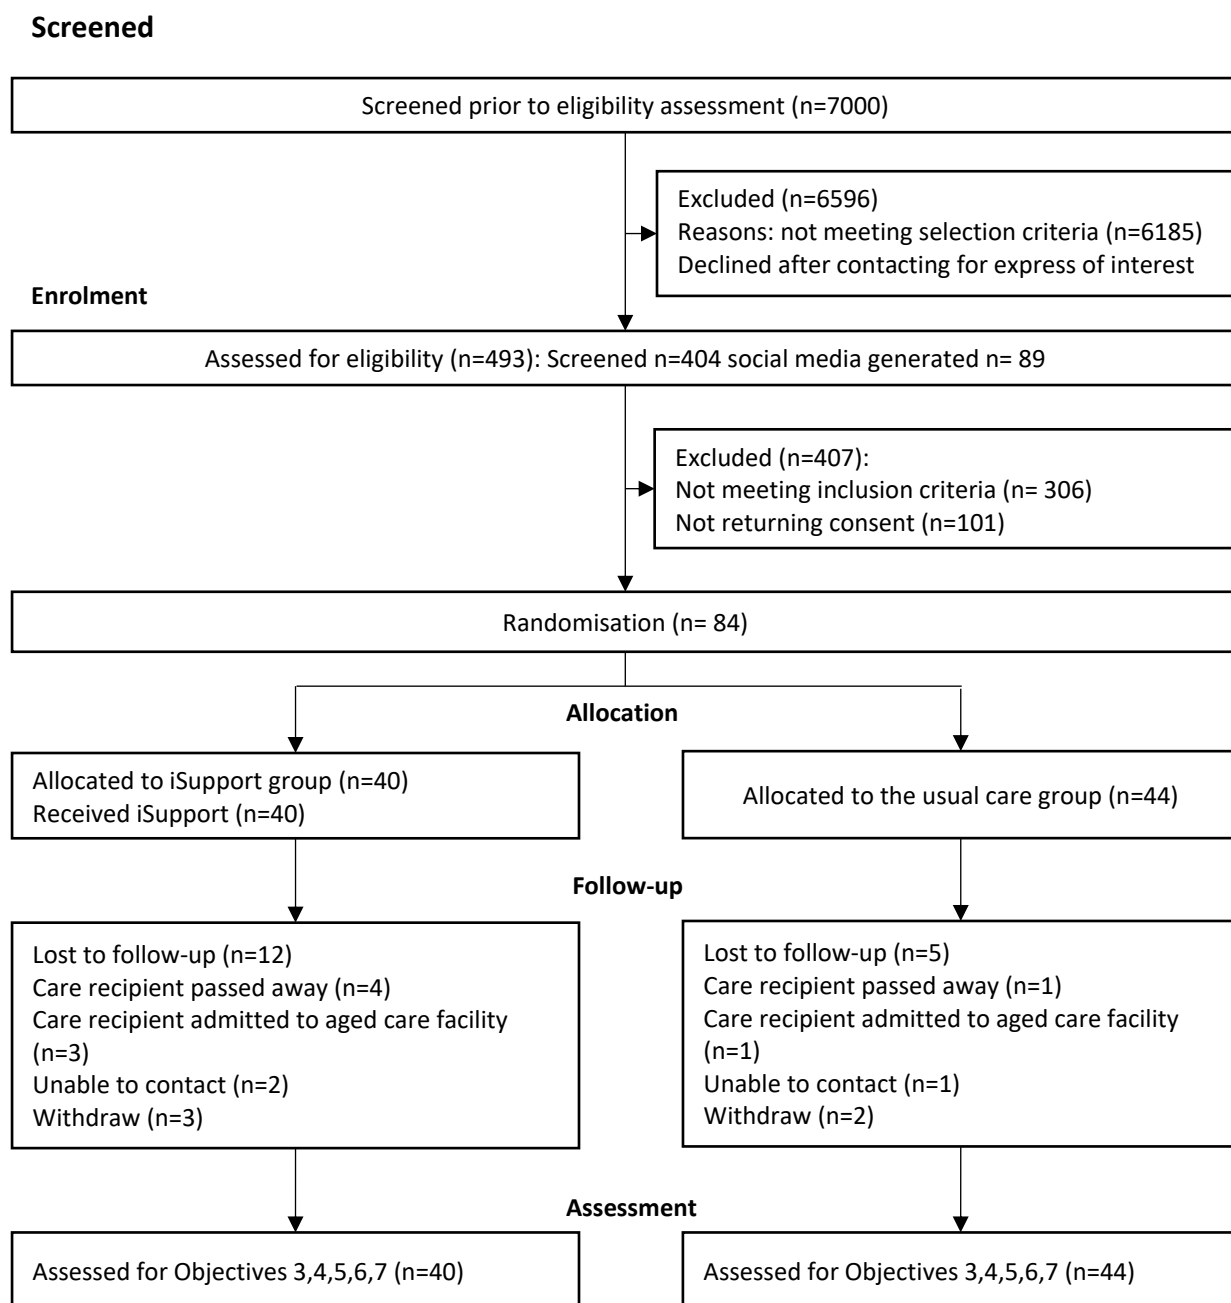 Screened
Screened prior to eligibility assessment (n=7000)
Excluded (n=6596)
Reasons: not meeting selection criteria (n=6185)
Declined after contacting for express of interest
Enrolment
Assessed for eligibility (n=493): Screened n=404 social media generated n= 89
Excluded (n=407):
Not meeting inclusion criteria (n= 306)
Not returning consent (n=101)
Randomisation (n= 84)
Allocation
Allocated to iSupport group (n=40)
Received iSupport (n=40)
Allocated to the usual care group (n=44)
Follow-up
Lost to follow-up (n=12)
Care recipient passed away (n=4)
Care recipient admitted to aged care facility
(n=3)
Unable to contact (n=2)
Withdraw (n=3)
Lost to follow-up (n=5)
Care recipient passed away (n=1)
Care recipient admitted to aged care facility
(n=1)
Unable to contact (n=1)
Withdraw (n=2)
Assessment
Assessed for Objectives 3,4,5,6,7 (n=40)
Assessed for Objectives 3,4,5,6,7 (n=44)